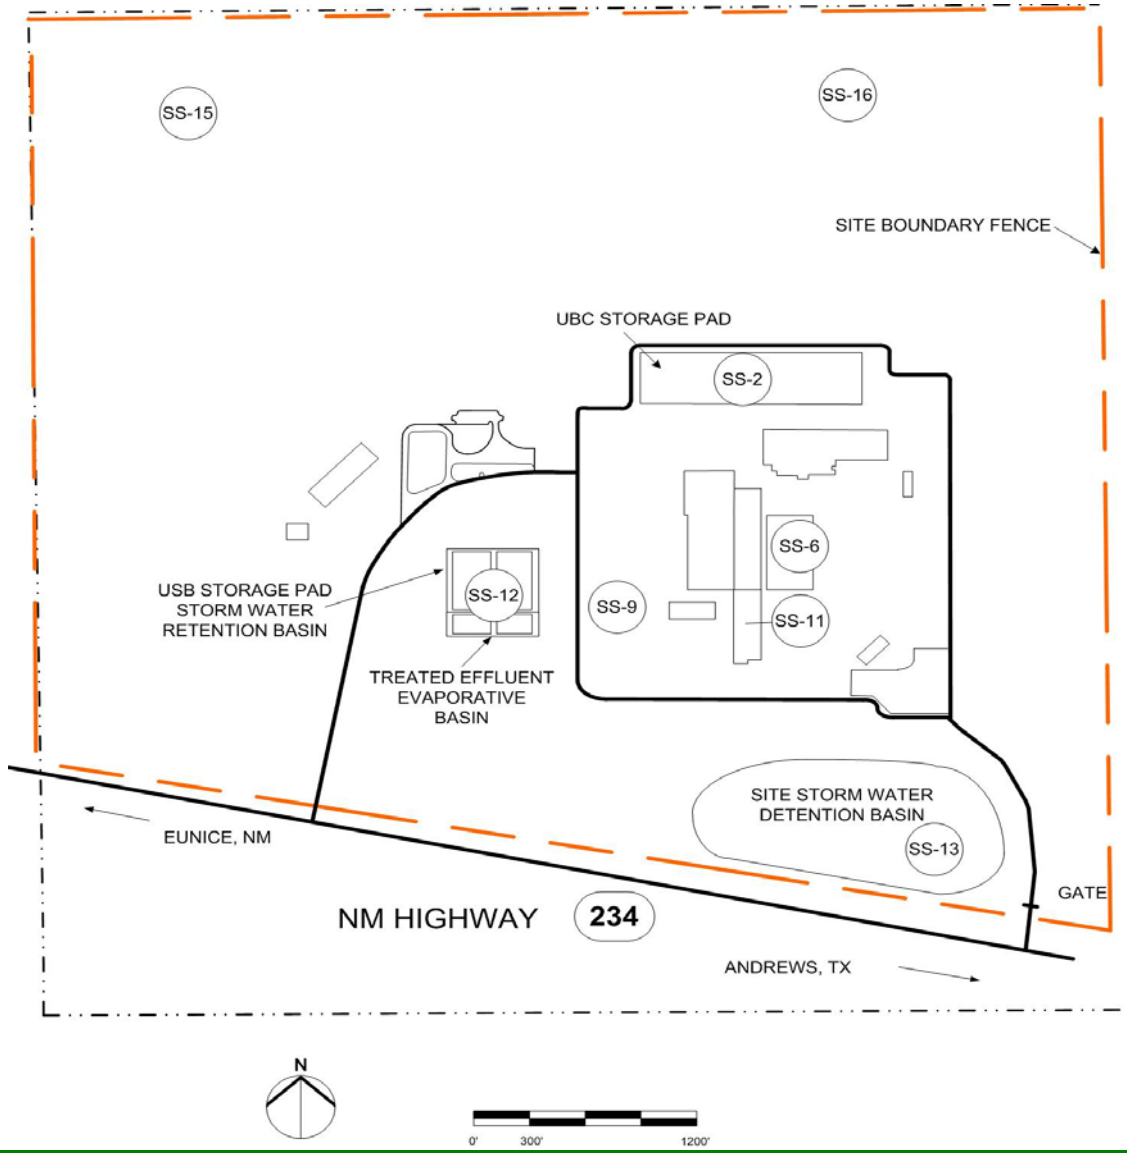 SS-15
SS-16
SITE BOUNDARY FENCE
UBC STORAGE PAD
SS-2
SS-6
USB STORAGE PAD
STORM WATER
RETENTION BASIN
SS-12
SS-9
SS-11
TREATED EFFLUENT
EVAPORATIVE
BASIN
SITE STORM WATER
DETENTION BASIN
SS-13
EUNICE, NM
GATE
NM HIGHWAY 234
ANDREWS, TX
N
0' 300' 1200'